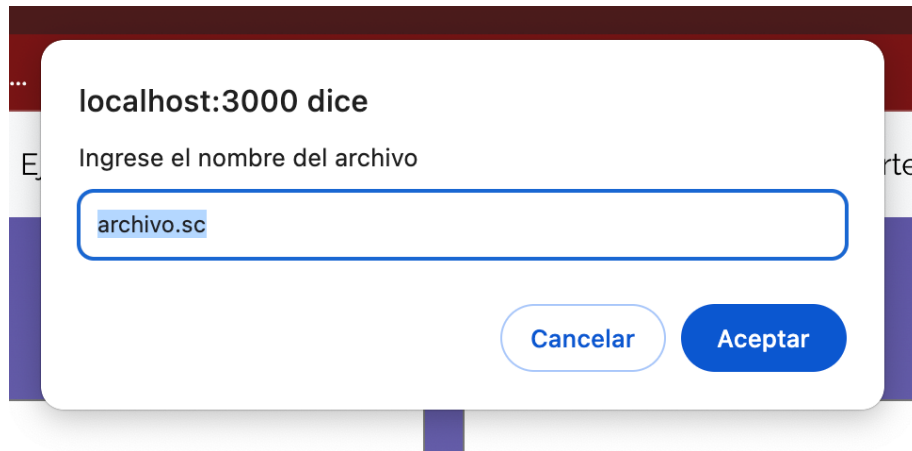 ...
localhost:3000 dice
Ingrese el nombre del archivo
archivo.sc
Cancelar
Aceptar